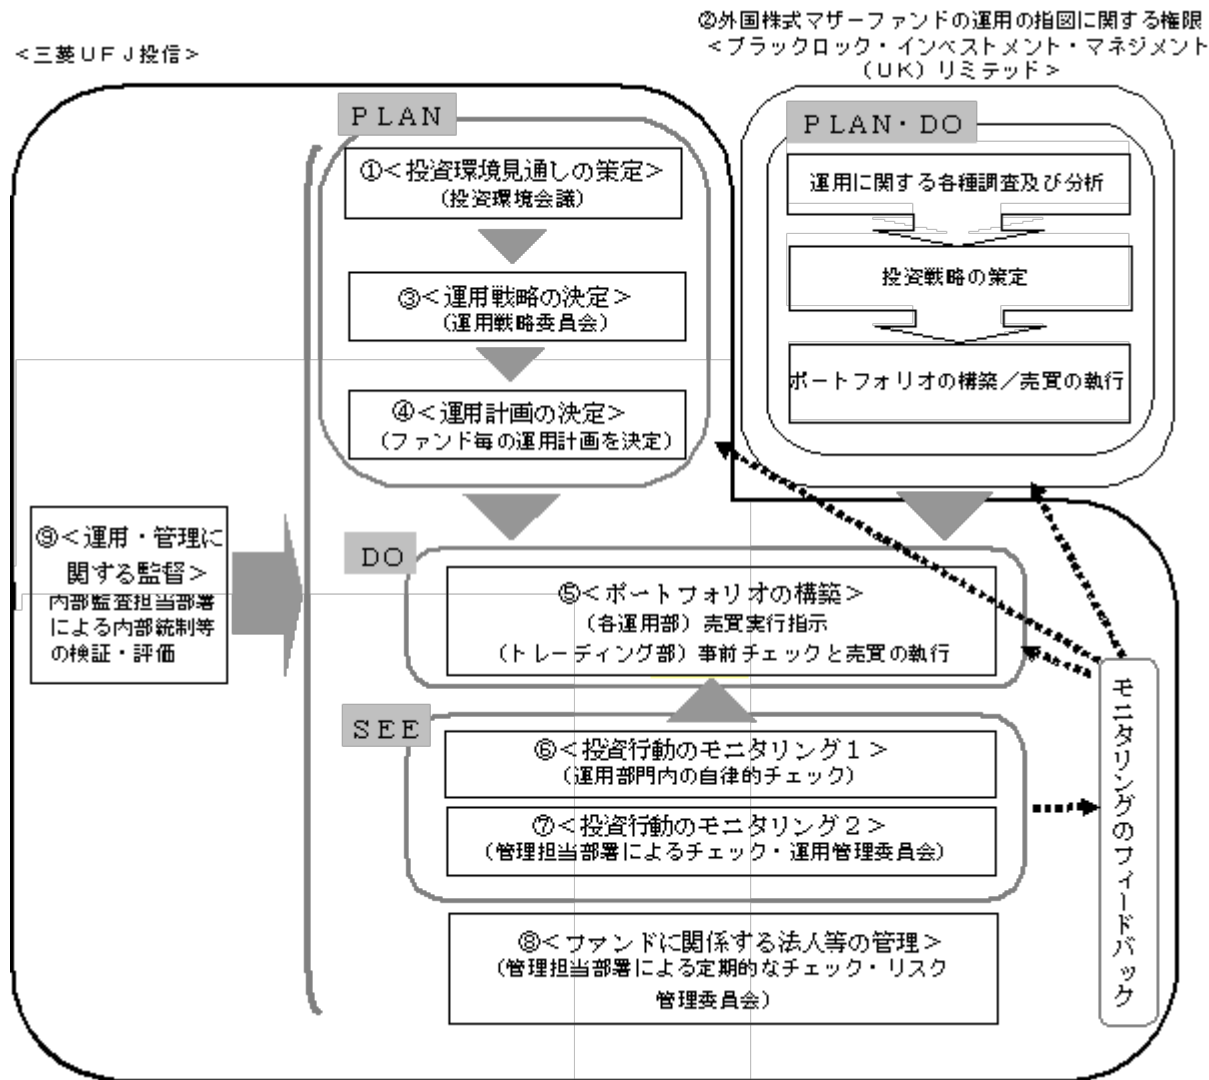 ＜三菱ＵＦＪ投信＞
②外国株式マザーファンドの運用の指図に関する権限
＜ブラックロック・インベストメント・マネジメント
（ＵＫ）リミテッド＞
ＰＬＡＮ
①＜投資環境見通しの策定＞
（投資環境会議）
③＜運用戦略の決定＞
（運用戦略委員会）
④＜運用計画の決定＞
（ファンド毎の運用計画を決定）
ＰＬＡＮ・ＤＯ
運用に関する各種調査及び分析
投資戦略の策定
ポートフォリオの構築／売買の執行
⑨＜運用・管理に
関する監督＞
内部監査担当部署
による内部統制等
の検証・評価
ＤＯ
⑤＜ポートフォリオの構築＞
（各運用部）売買実行指示
（トレーディング部）事前チェックと売買の執行
ＳＥＥ
⑥＜投資行動のモニタリング１＞
（運用部門内の自律的チェック）
⑦＜投資行動のモニタリング２＞
（管理担当部署によるチェック・運用管理委員会）
⑧＜ファンドに関係する法人等の管理＞
（管理担当部署による定期的なチェック・リスク
管理委員会）
モニタリングのフィードバック